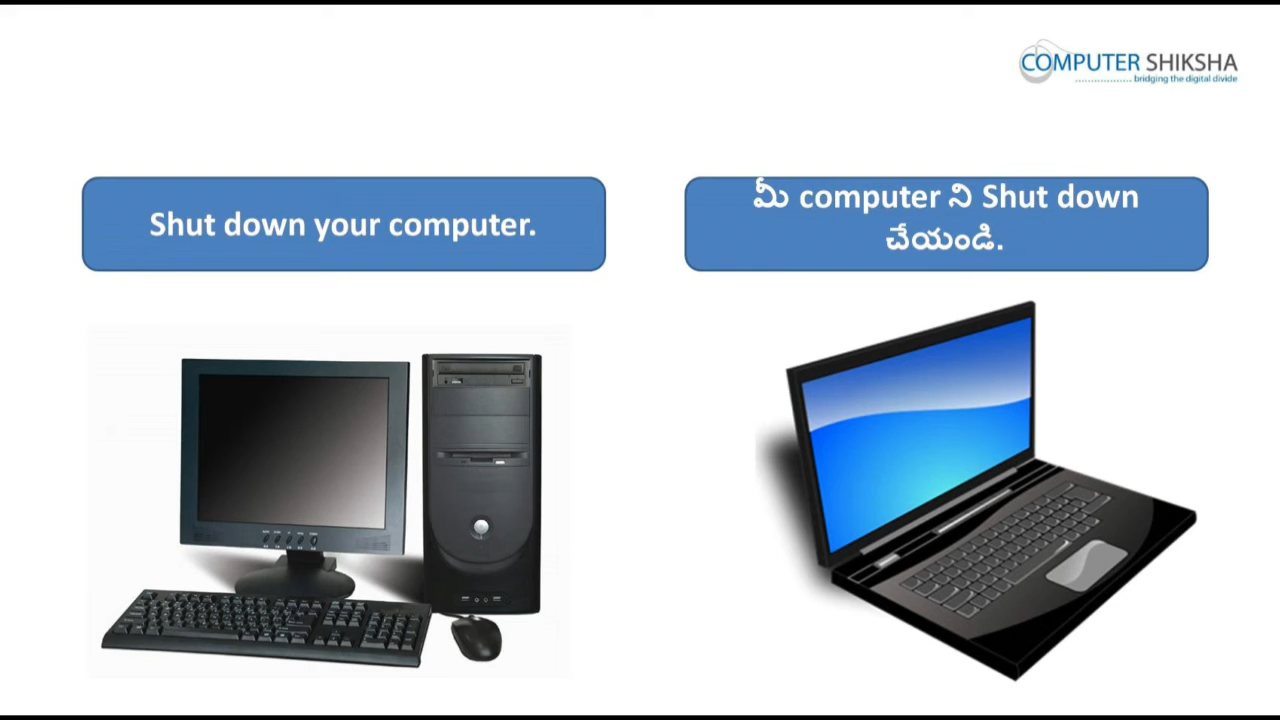 COMPUTER SHIKSHA
bridging the digital divide
Shut down your computer.
మీ computer ని Shut down
చేయండి.